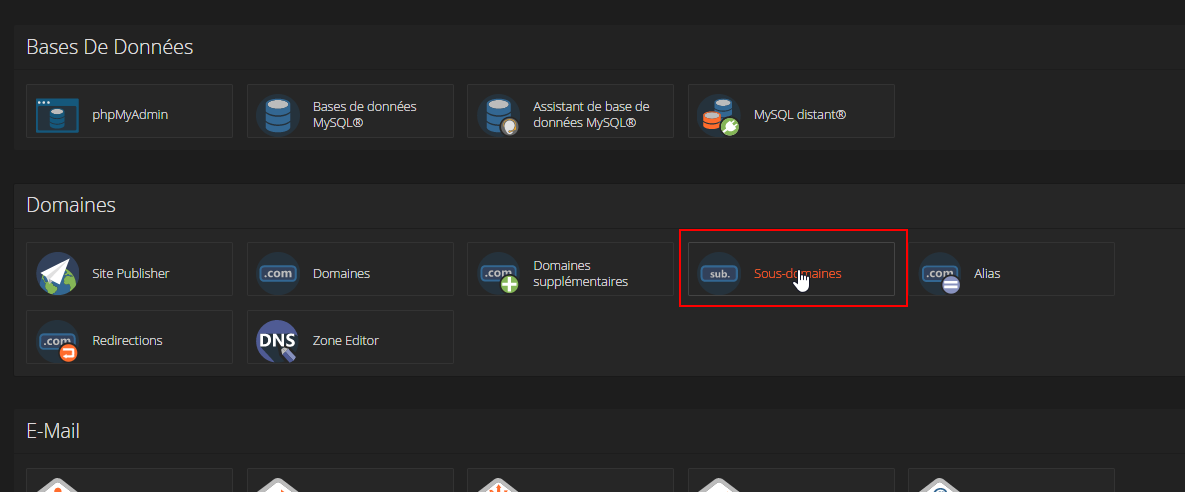 Bases De Données
phpMyAdmin
Bases de données
MySQL®
Assistant de base de
données MySQL®
MySQL distant®
Domaines
Site Publisher
.com
Domaines
.com
Domaines
supplémentaires
sub.
Sous-domaines
.com
Alias
.com
Redirections
DNS
Zone Editor
E-Mail